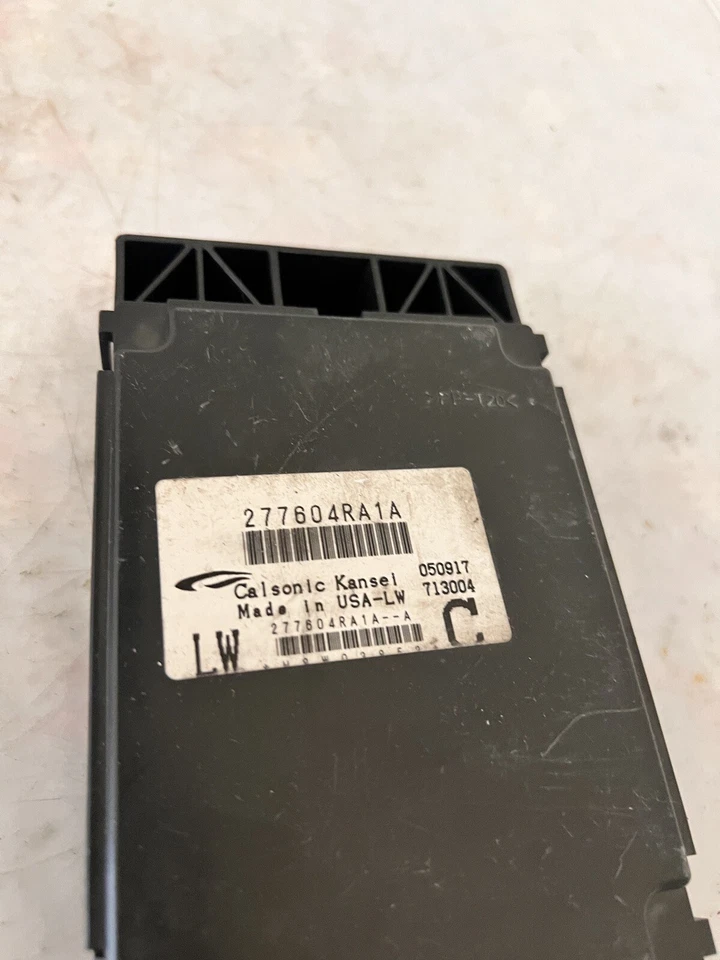 277604RA1A
Calsonic Kansei 050917
Made in USA-LW 713004
277604RA1A--A
LW C